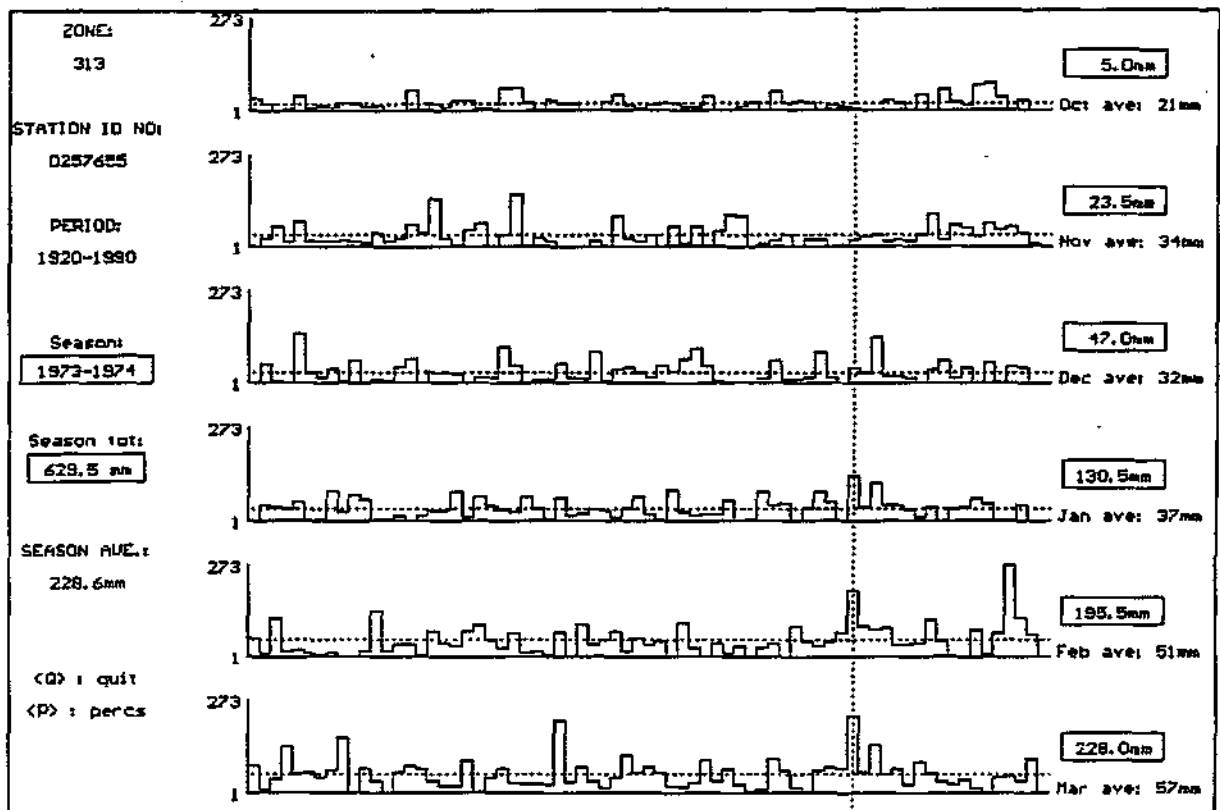 ZONE:
313
STATION ID NO:
0257655
PERIOD:
1920-1990
Season:
1973-1974
Season tot:
629.5 mm
SEASON AVE.:
228.6mm
<Q> : quit
<P> : percs
273
1
5.0mm
Oct ave: 21mm
273
1
23.5mm
Nov ave: 34mm
273
1
47.0mm
Dec ave: 32mm
273
1
130.5mm
Jan ave: 37mm
273
1
195.5mm
Feb ave: 51mm
273
1
228.0mm
Mar ave: 57mm